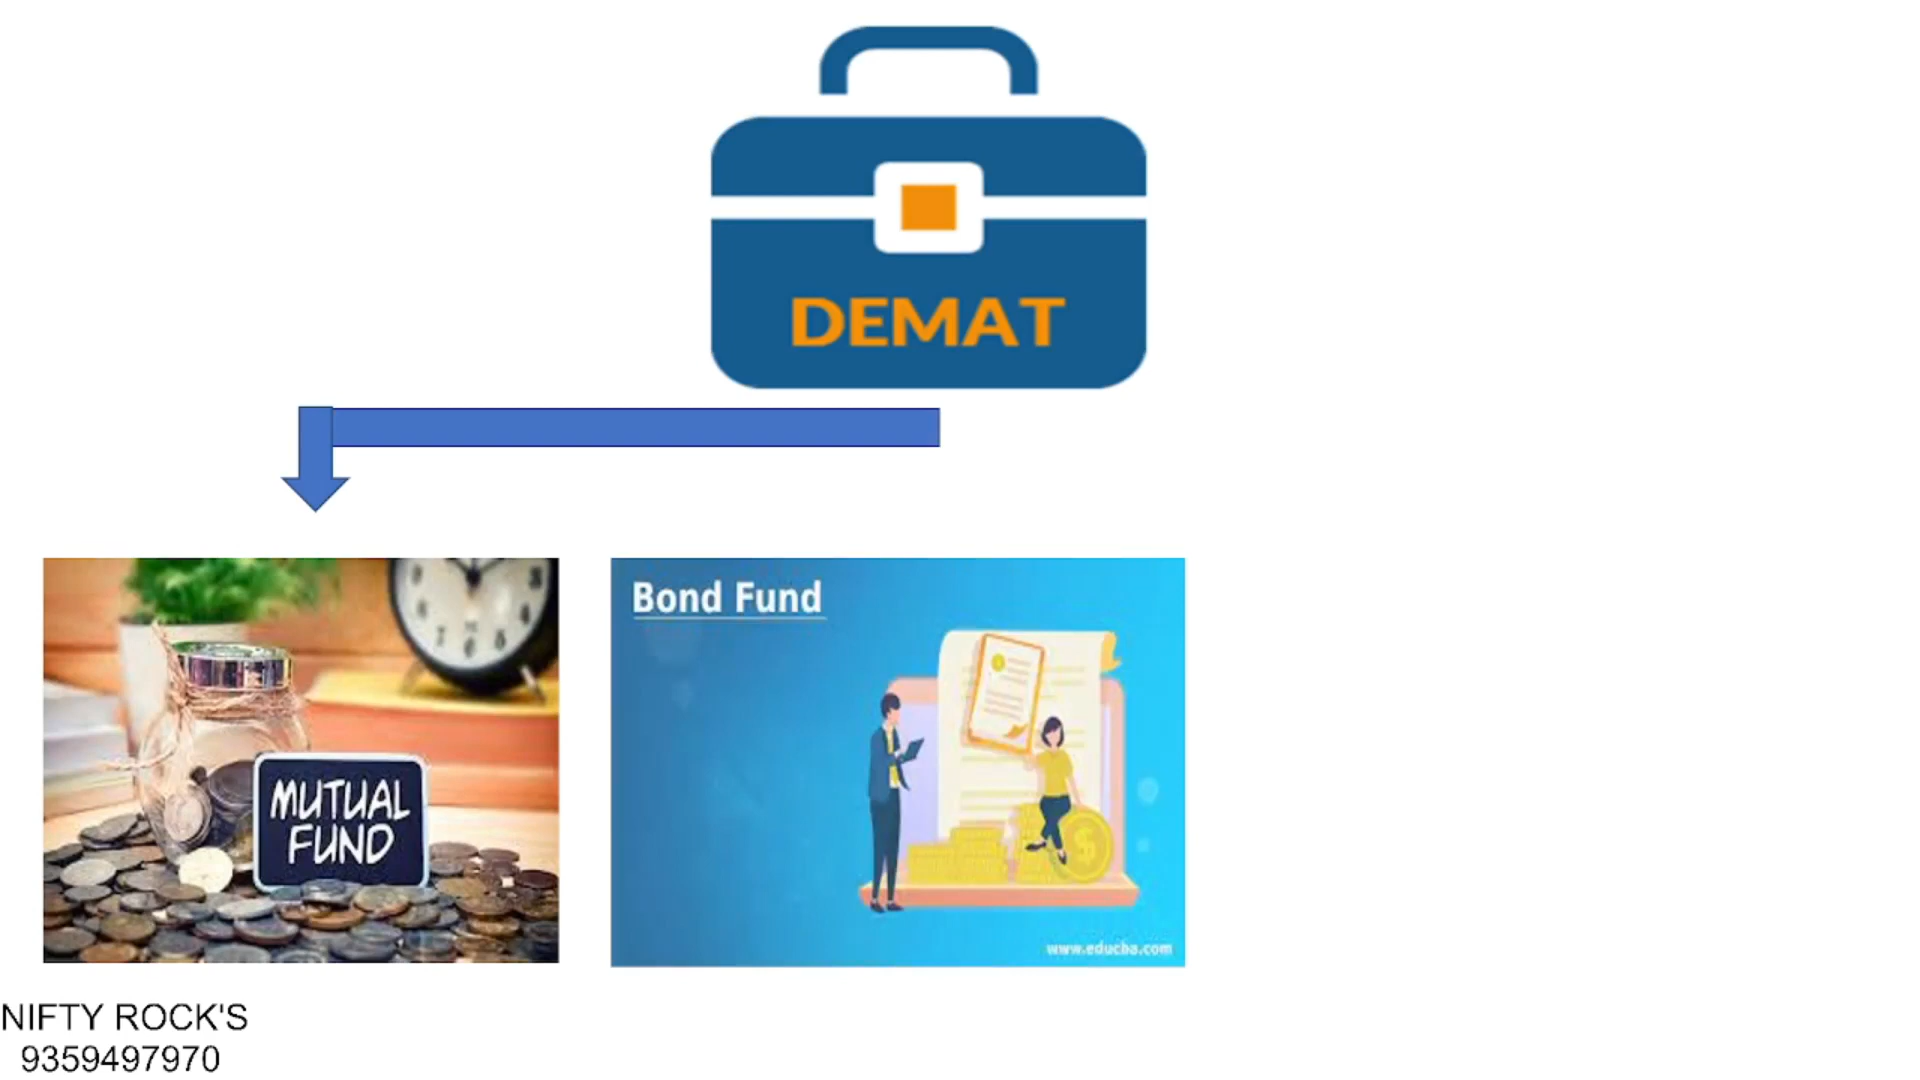 DEMAT
MUTUAL
FUND
Bond Fund
www.educba.com
NIFTY ROCK'S
9359497970